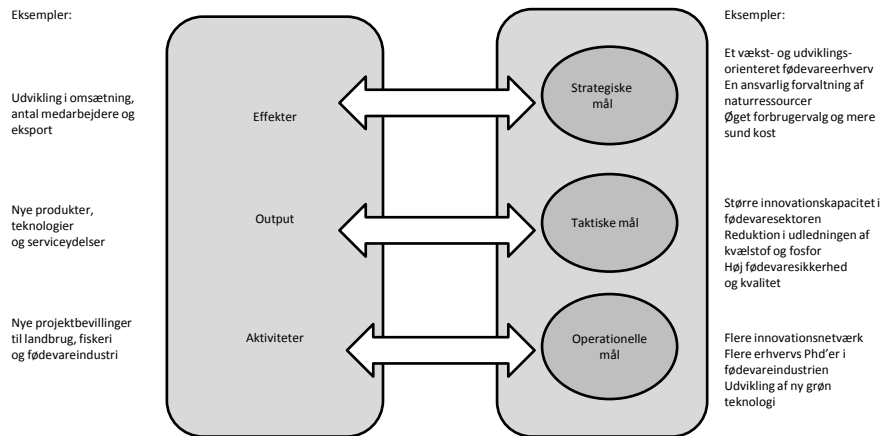 Eksempler:
Udvikling i omsætning,
antal medarbejdere og
eksport
Nye produkter,
teknologier
og serviceydelser
Nye projektbevillinger
til landbrug, fiskeri
og fødevareindustri
Effekter
Output
Aktiviteter
Strategiske
mål
Taktiske mål
Operationelle
mål
Eksempler:
Et vækst- og udviklings-
orienteret fødevareerhverv
En ansvarlig forvaltning af
naturressourcer
Øget forbrugervalg og mere
sund kost
Større innovationskapacitet i
fødevaresektoren
Reduktion i udledningen af
kvælstof og fosfor
Høj fødevaresikkerhed
og kvalitet
Flere innovationsnetværk
Flere erhvervs Phd'er i
fødevareindustrien
Udvikling af ny grøn
teknologi